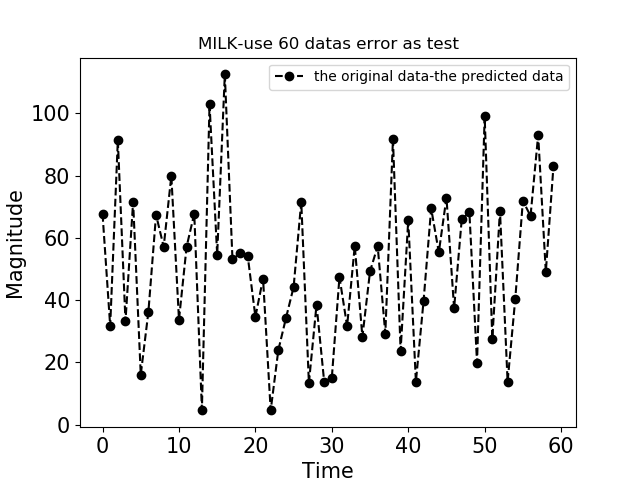 MILK-use 60 datas error as test
the original data-the predicted data
Magnitude
100
80
60
40
20
0
0 10 20 30 40 50 60
Time